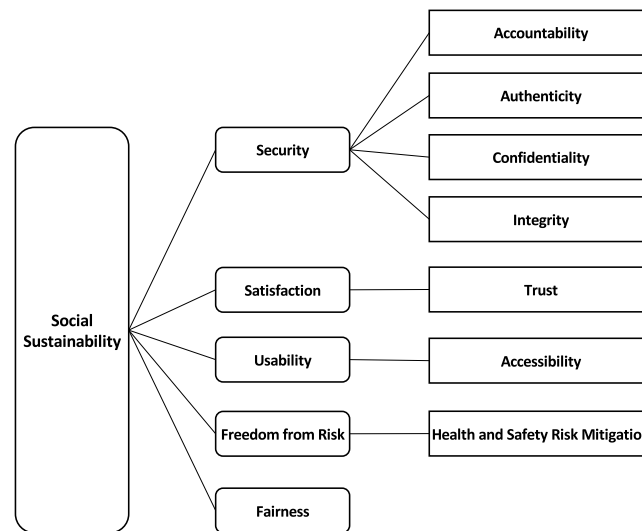 Accountability
Authenticity
Security
Confidentiality
Integrity
Satisfaction
Trust
Social
Sustainability
Usability
Accessibility
Freedom from Risk
Health and Safety Risk Mitigatio
Fairness